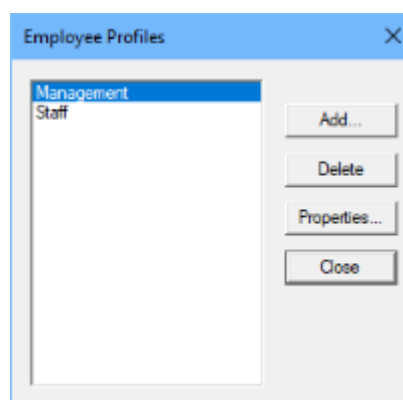 Employee Profiles
Management
Staff
Add...
Delete
Properties...
Close